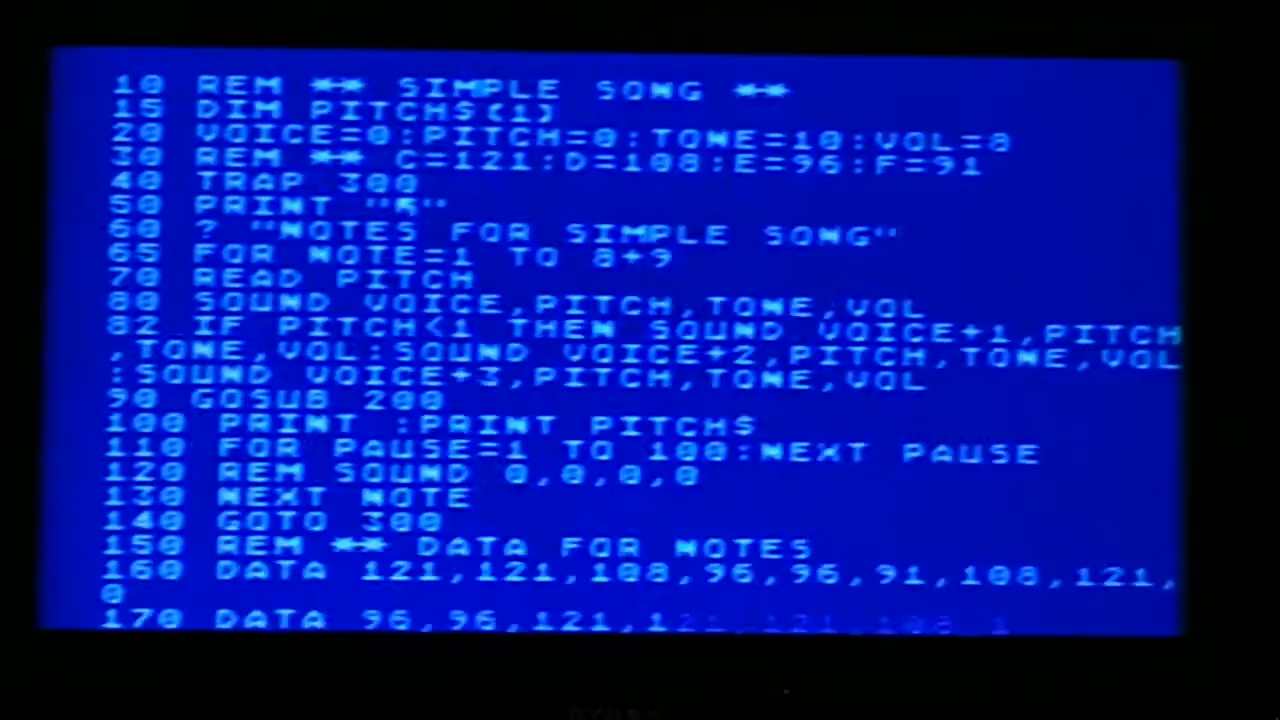 10 REM ** SIMPLE SONG **
15 DIM PITCH$(1)
20 VOICE=0:PITCH=0:TONE=10:VOL=8
30 REM ** C=121:D=108:E=96:F=91
40 TRAP 300
50 PRINT "↰"
60 ? "NOTES FOR SIMPLE SONG"
65 FOR NOTE=1 TO 8+9
70 READ PITCH
80 SOUND VOICE,PITCH,TONE,VOL
82 IF PITCH<1 THEN SOUND VOICE+1,PITCH
,TONE,VOL:SOUND VOICE+2,PITCH,TONE,VOL
:SOUND VOICE+3,PITCH,TONE,VOL
90 GOSUB 200
100 PRINT :PRINT PITCH$
110 FOR PAUSE=1 TO 100:NEXT PAUSE
120 REM SOUND 0,0,0,0
130 NEXT NOTE
140 GOTO 300
150 REM ** DATA FOR NOTES
160 DATA 121,121,108,96,96,91,108,121,
0
170 DATA 96,96,121,121,121,108,1